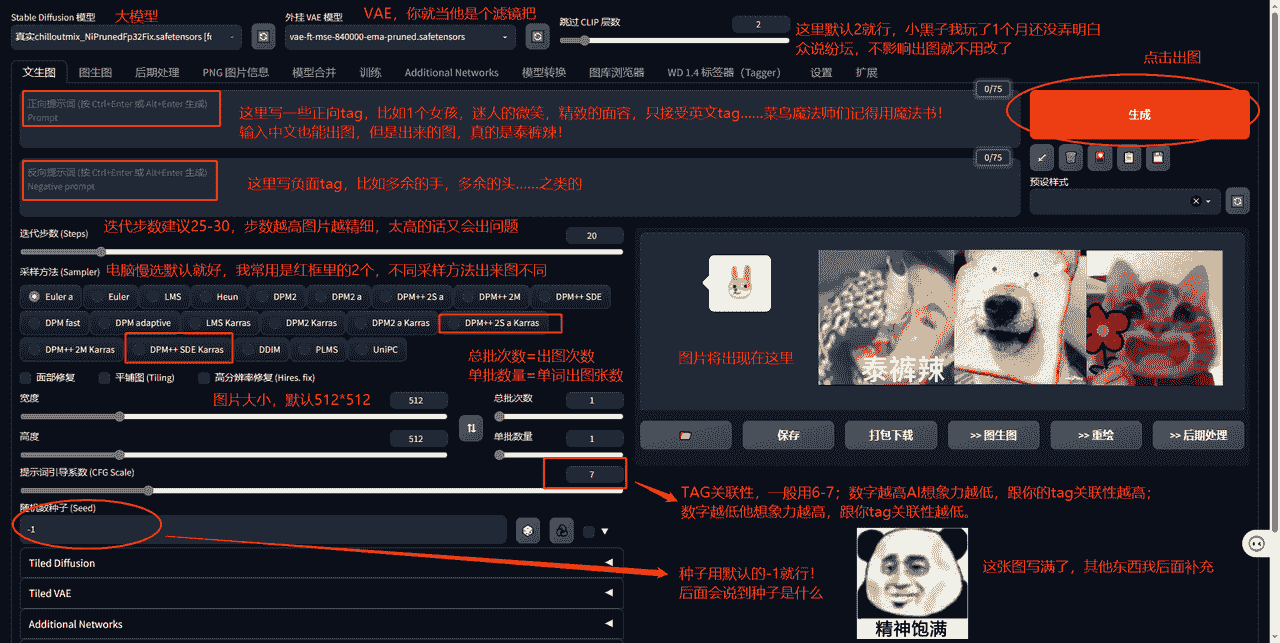 Stable Diffusion 模型 大模型
真实chilloutmix_NiPrunedFp32Fix.safetensors [f
外挂 VAE 模型 VAE，你就当他是个滤镜把
vae-ft-mse-840000-ema-pruned.safetensors
跳过 CLIP 层数
2
这里默认2就行，小黑子我玩了1个月还没弄明白
众说纷坛，不影响出图就不用改了
文生图 图生图 后期处理 PNG 图片信息 模型合并 训练 Additional Networks 模型转换 图库浏览器 WD 1.4 标签器（Tagger） 设置 扩展
点击出图
正向提示词 (按 Ctrl+Enter 或 Alt+Enter 生成)
Prompt
这里写一些正向tag，比如1个女孩，迷人的微笑，精致的面容，只接受英文tag......菜鸟魔法师们记得用魔法书！
输入中文也能出图，但是出来的图，真的是泰裤辣！
0/75
生成
反向提示词 (按 Ctrl+Enter 或 Alt+Enter 生成)
Negative prompt
这里写负面tag，比如多余的手，多余的头......之类的
0/75
预设样式
迭代步数 (Steps)
迭代步数建议25-30，步数越高图片越精细，太高的话又会出问题
20
采样方法 (Sampler)
电脑慢选默认就好，我常用是红框里的2个，不同采样方法出来图不同
Euler a Euler LMS Heun DPM2 DPM2 a DPM++ 2S a DPM++ 2M DPM++ SDE
DPM fast DPM adaptive LMS Karras DPM2 Karras DPM2 a Karras DPM++ 2S a Karras
DPM++ 2M Karras DPM++ SDE Karras DDIM PLMS UniPC
总批次数=出图次数
单批数量=单词出图张数
面部修复 平铺图 (Tiling) 高分辨率修复 (Hires. fix)
宽度 图片大小，默认512*512 512
总批次数 1
高度 512
单批数量 1
提示词引导系数 (CFG Scale) 7
随机数种子 (Seed)
-1
Tiled Diffusion
Tiled VAE
Additional Networks
图片将出现在这里
泰裤辣
保存 打包下载 >> 图生图 >> 重绘 >> 后期处理
TAG关联性，一般用6-7；数字越高AI想象力越低，跟你的tag关联性越高；
数字越低他想象力越高，跟你tag关联性越低。
种子用默认的-1就行！
后面会说到种子是什么
精神饱满
这张图写满了，其他东西我后面补充